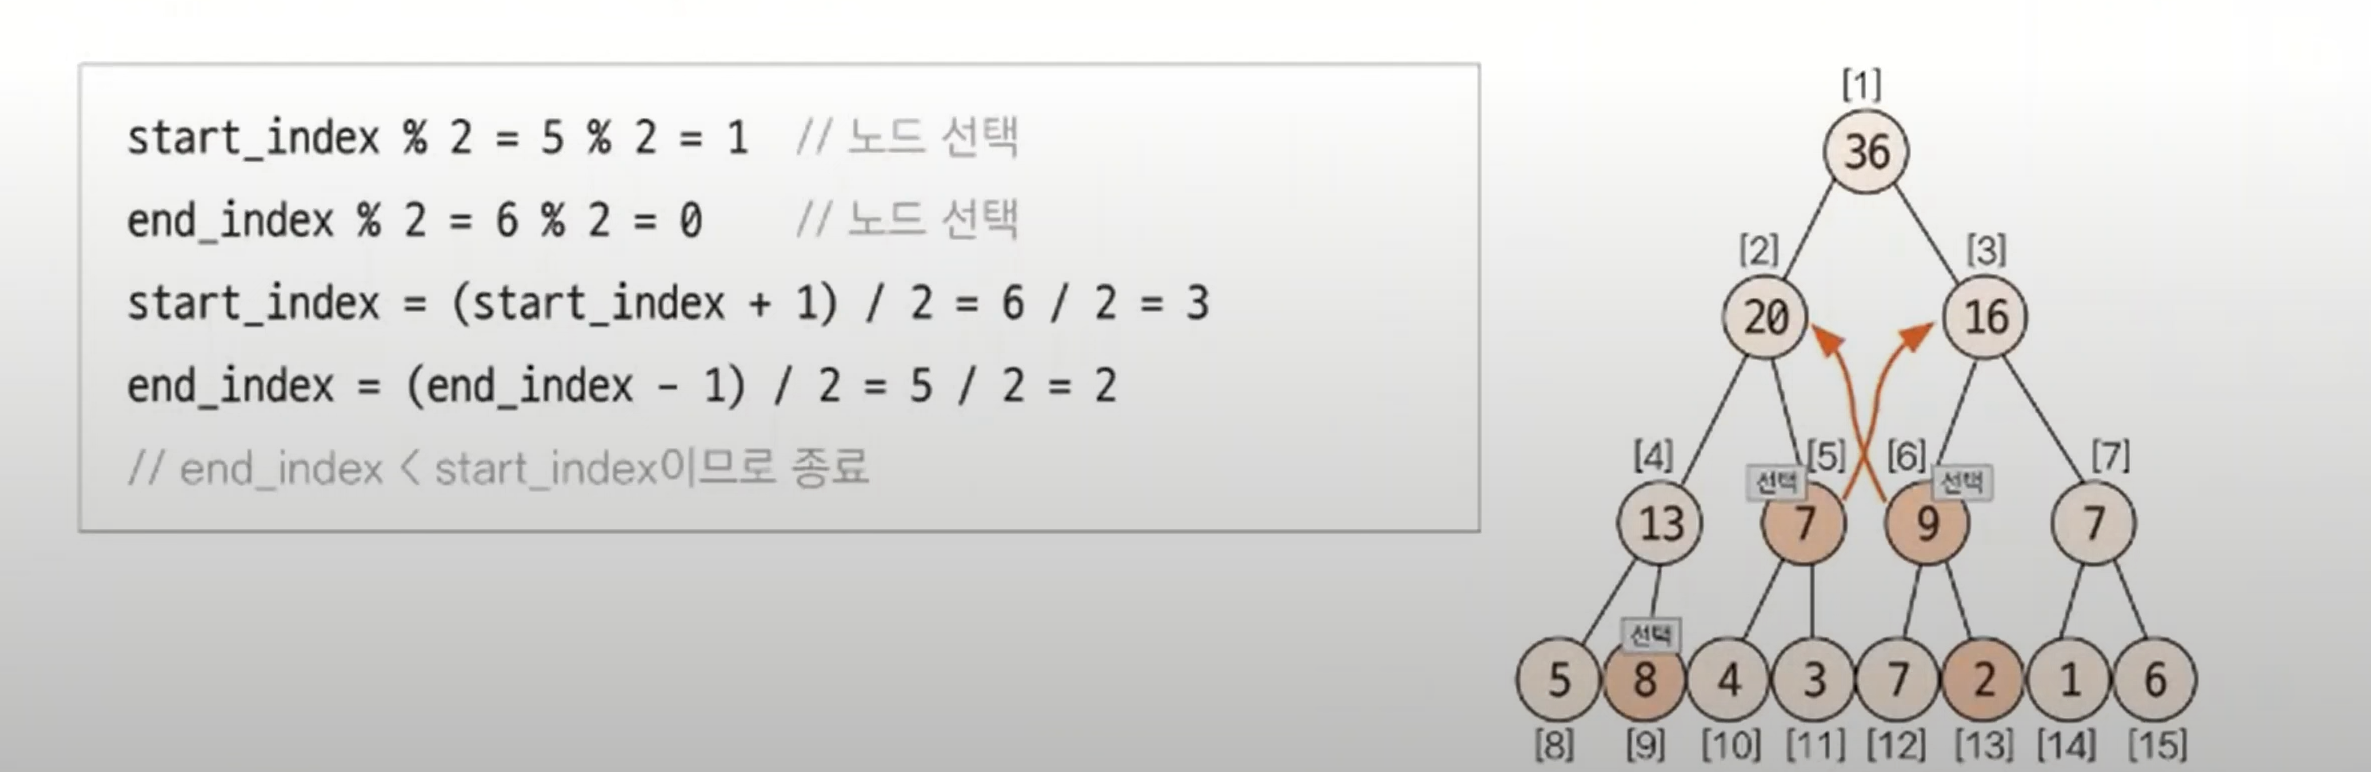 start_index % 2 = 5 % 2 = 1 // 노드 선택
end_index % 2 = 6 % 2 = 0 // 노드 선택
start_index = (start_index + 1) / 2 = 6 / 2 = 3
end_index = (end_index - 1) / 2 = 5 / 2 = 2
// end_index < start_index이므로 종료
[1]
36
[2] [3]
20 16
[4] [5] [6] [7]
선택 선택
13 7 9 7
선택
5 8 4 3 7 2 1 6
[8] [9] [10] [11] [12] [13] [14] [15]